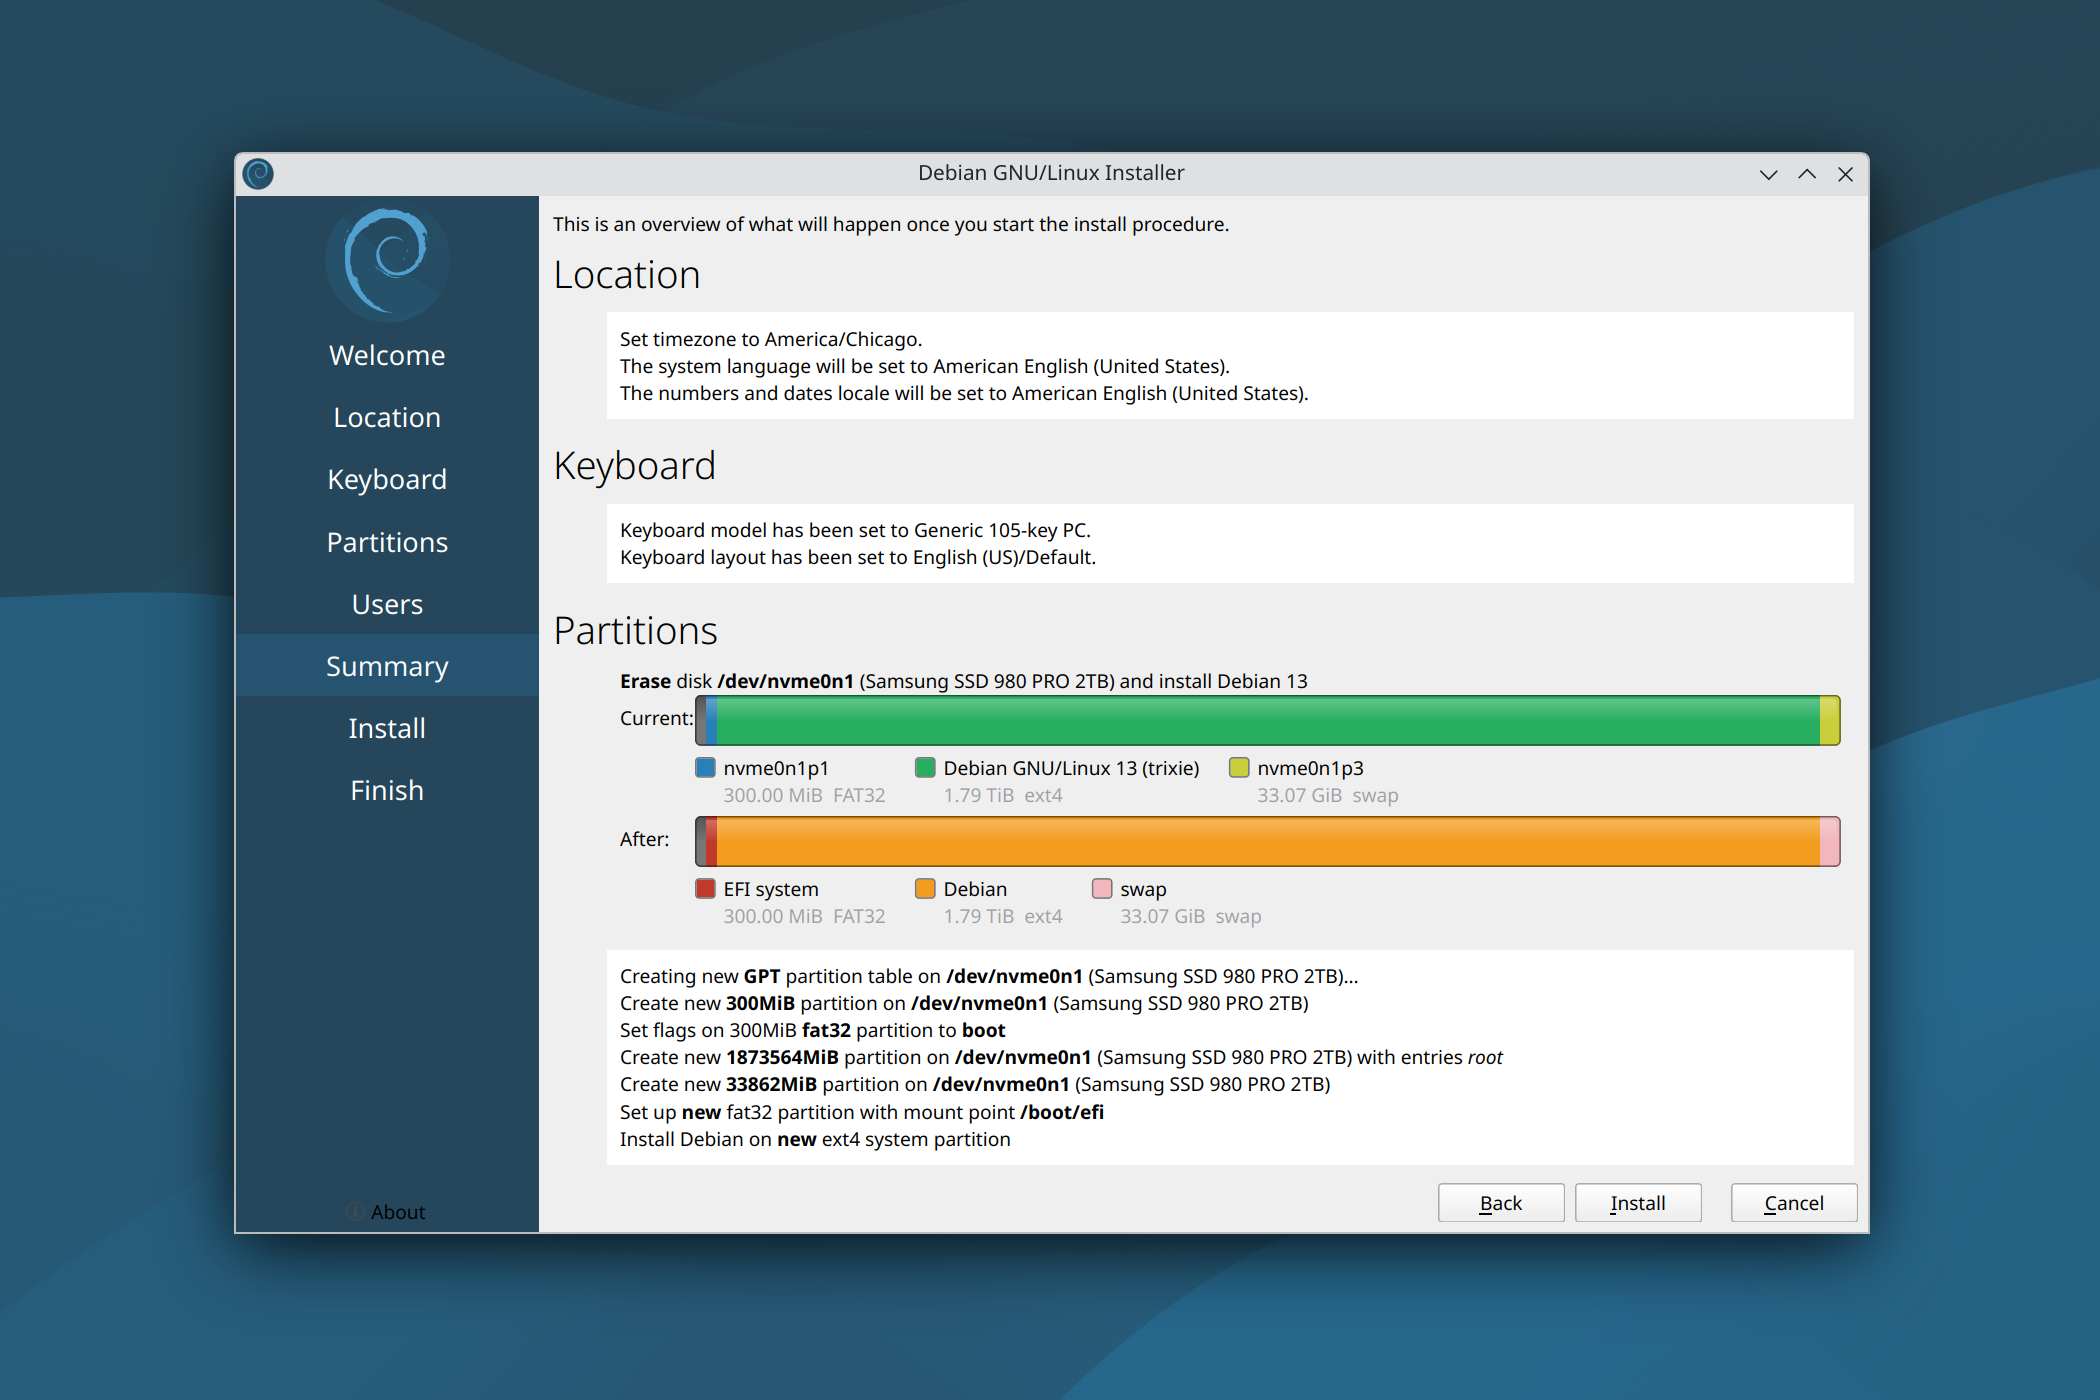 Debian GNU/Linux Installer
Welcome
Location
Keyboard
Partitions
Users
Summary
Install
Finish
About
This is an overview of what will happen once you start the install procedure.
Location
Set timezone to America/Chicago.
The system language will be set to American English (United States).
The numbers and dates locale will be set to American English (United States).
Keyboard
Keyboard model has been set to Generic 105-key PC.
Keyboard layout has been set to English (US)/Default.
Partitions
Erase disk /dev/nvme0n1 (Samsung SSD 980 PRO 2TB) and install Debian 13
Current:
nvme0n1p1 Debian GNU/Linux 13 (trixie) nvme0n1p3
300.00 MiB FAT32 1.79 TiB ext4 33.07 GiB swap
After:
EFI system Debian swap
300.00 MiB FAT32 1.79 TiB ext4 33.07 GiB swap
Creating new GPT partition table on /dev/nvme0n1 (Samsung SSD 980 PRO 2TB)...
Create new 300MiB partition on /dev/nvme0n1 (Samsung SSD 980 PRO 2TB)
Set flags on 300MiB fat32 partition to boot
Create new 1873564MiB partition on /dev/nvme0n1 (Samsung SSD 980 PRO 2TB) with entries root
Create new 33862MiB partition on /dev/nvme0n1 (Samsung SSD 980 PRO 2TB)
Set up new fat32 partition with mount point /boot/efi
Install Debian on new ext4 system partition
Back Install Cancel